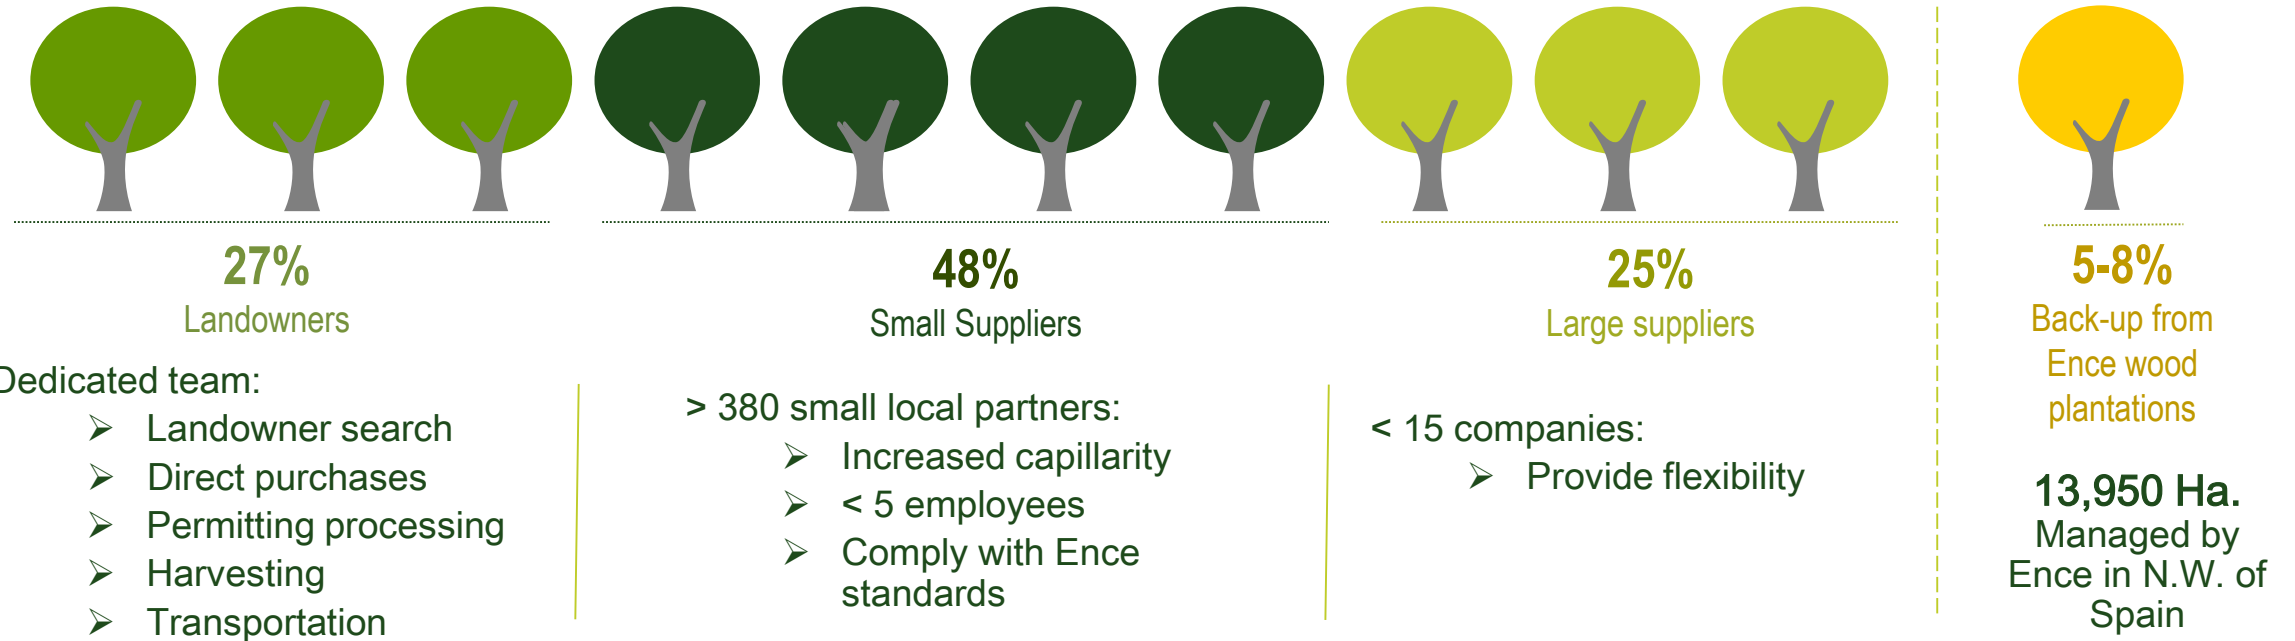 27%
Landowners
Dedicated team:
➢ Landowner search
➢ Direct purchases
➢ Permitting processing
➢ Harvesting
➢ Transportation
48%
Small Suppliers
> 380 small local partners:
➢ Increased capillarity
➢ < 5 employees
➢ Comply with Ence
standards
25%
Large suppliers
< 15 companies:
➢ Provide flexibility
5-8%
Back-up from
Ence wood
plantations
13,950 Ha.
Managed by
Ence in N.W. of
Spain